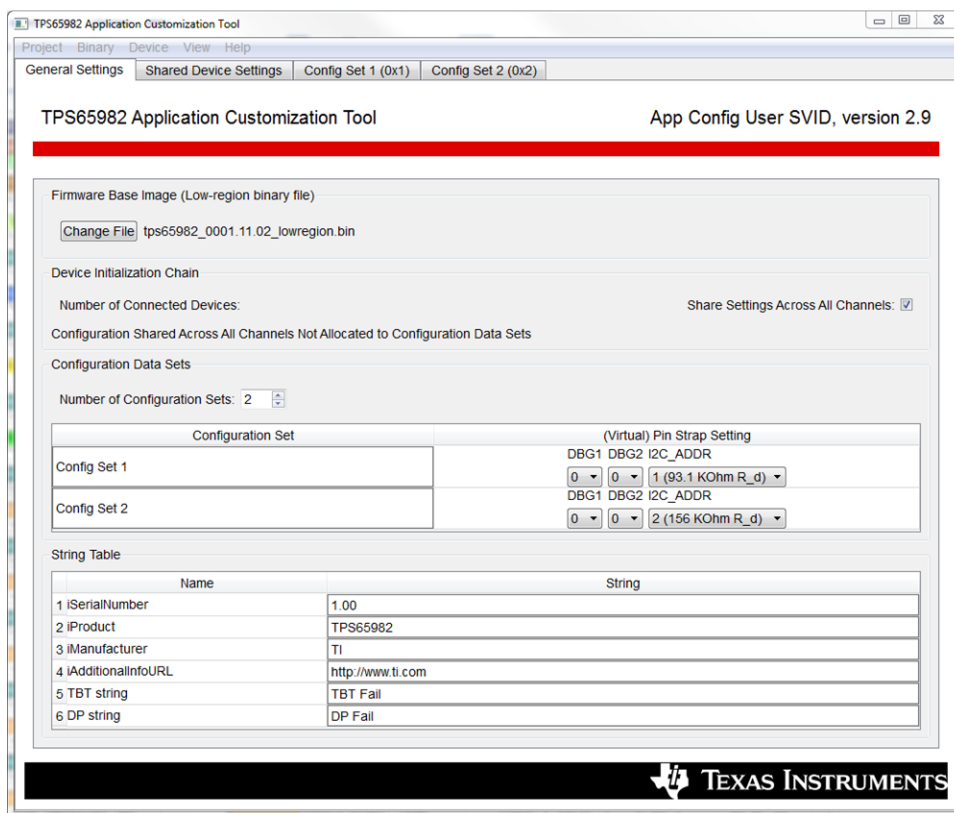 TPS65982 Application Customization Tool
Project Binary Device View Help
General Settings Shared Device Settings Config Set 1 (0x1) Config Set 2 (0x2)
TPS65982 Application Customization Tool App Config User SVID, version 2.9
Firmware Base Image (Low-region binary file)
Change File tps65982_0001.11.02_lowregion.bin
Device Initialization Chain
Number of Connected Devices: Share Settings Across All Channels:
Configuration Shared Across All Channels Not Allocated to Configuration Data Sets
Configuration Data Sets
Number of Configuration Sets: 2
Configuration Set (Virtual) Pin Strap Setting
DBG1 DBG2 I2C_ADDR
Config Set 1 0 0 1 (93.1 KOhm R_d)
DBG1 DBG2 I2C_ADDR
Config Set 2 0 0 2 (156 KOhm R_d)
String Table
Name String
1 iSerialNumber 1.00
2 iProduct TPS65982
3 iManufacturer TI
4 iAdditionalInfoURL http://www.ti.com
5 TBT string TBT Fail
6 DP string DP Fail
TEXAS INSTRUMENTS